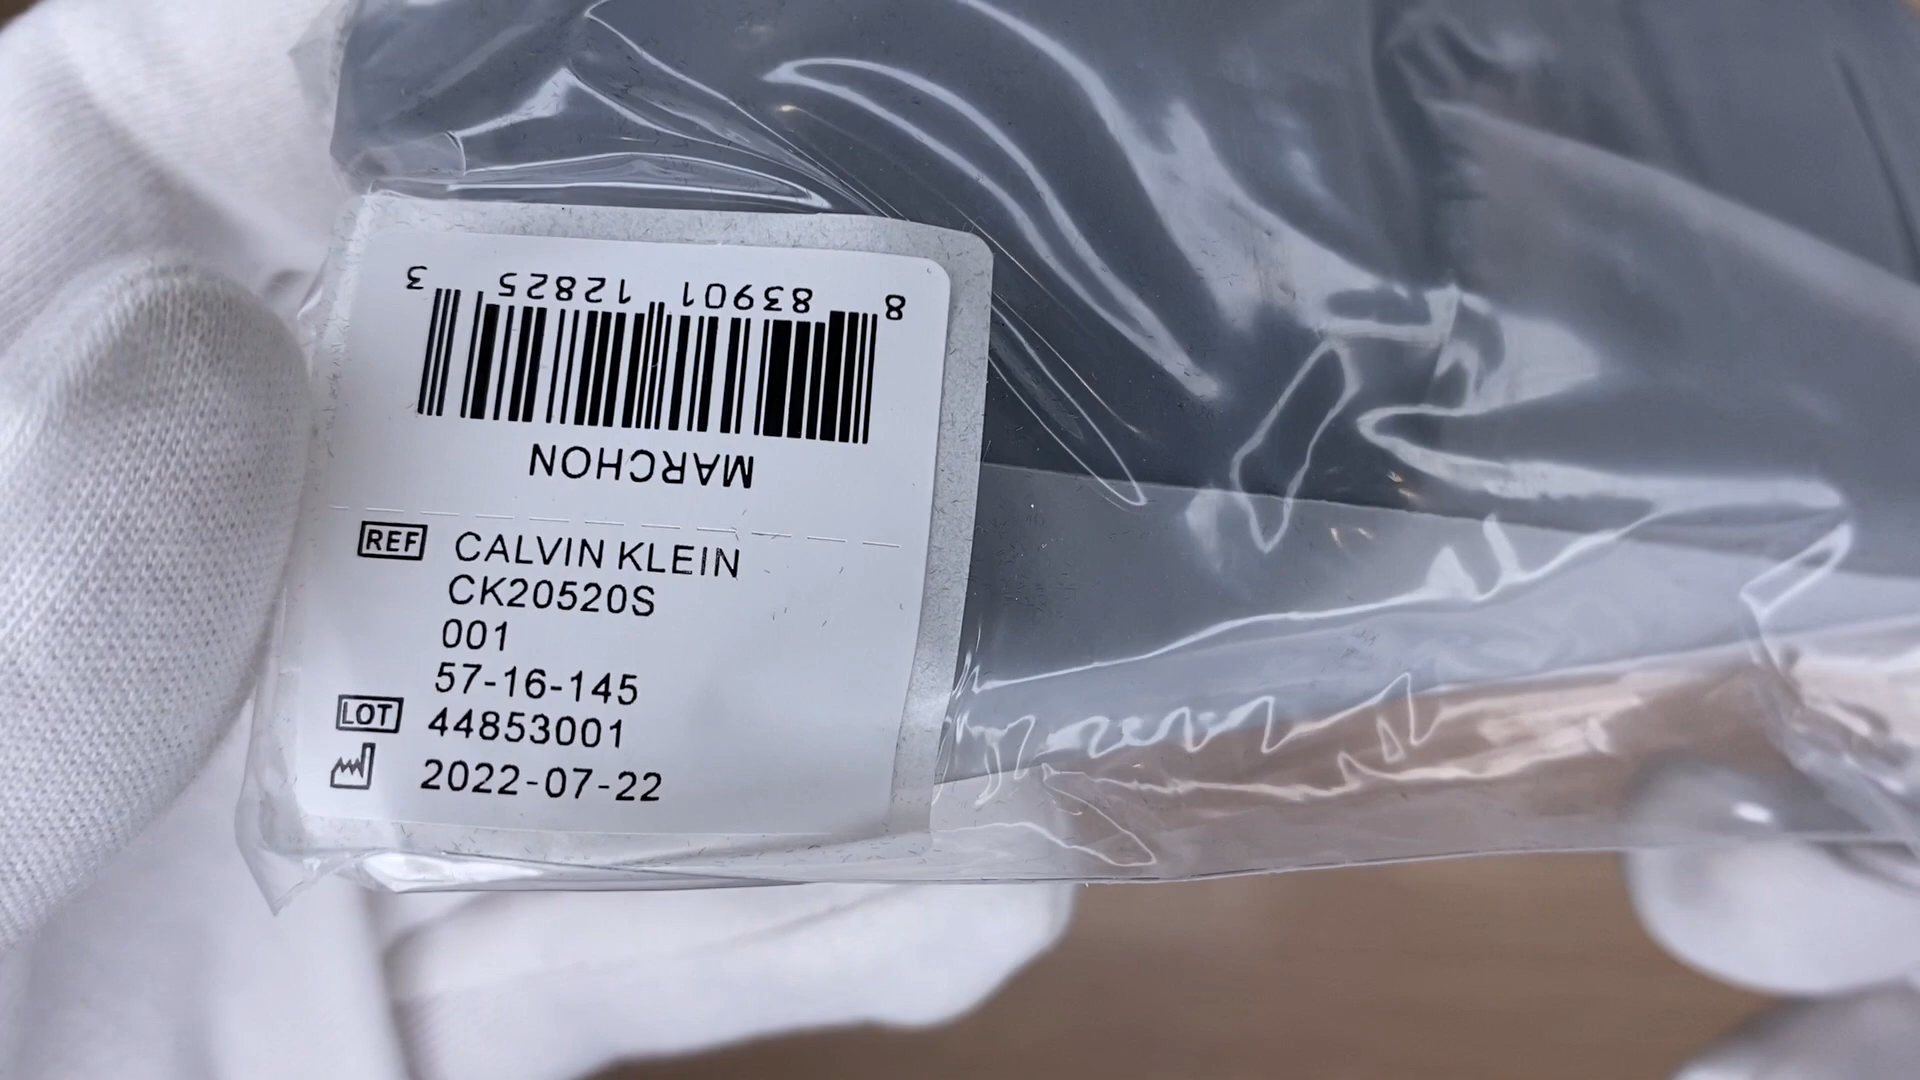 8 83901 12825 3
MARCHON
REF CALVIN KLEIN
CK20520S
001
57-16-145
LOT 44853001
2022-07-22